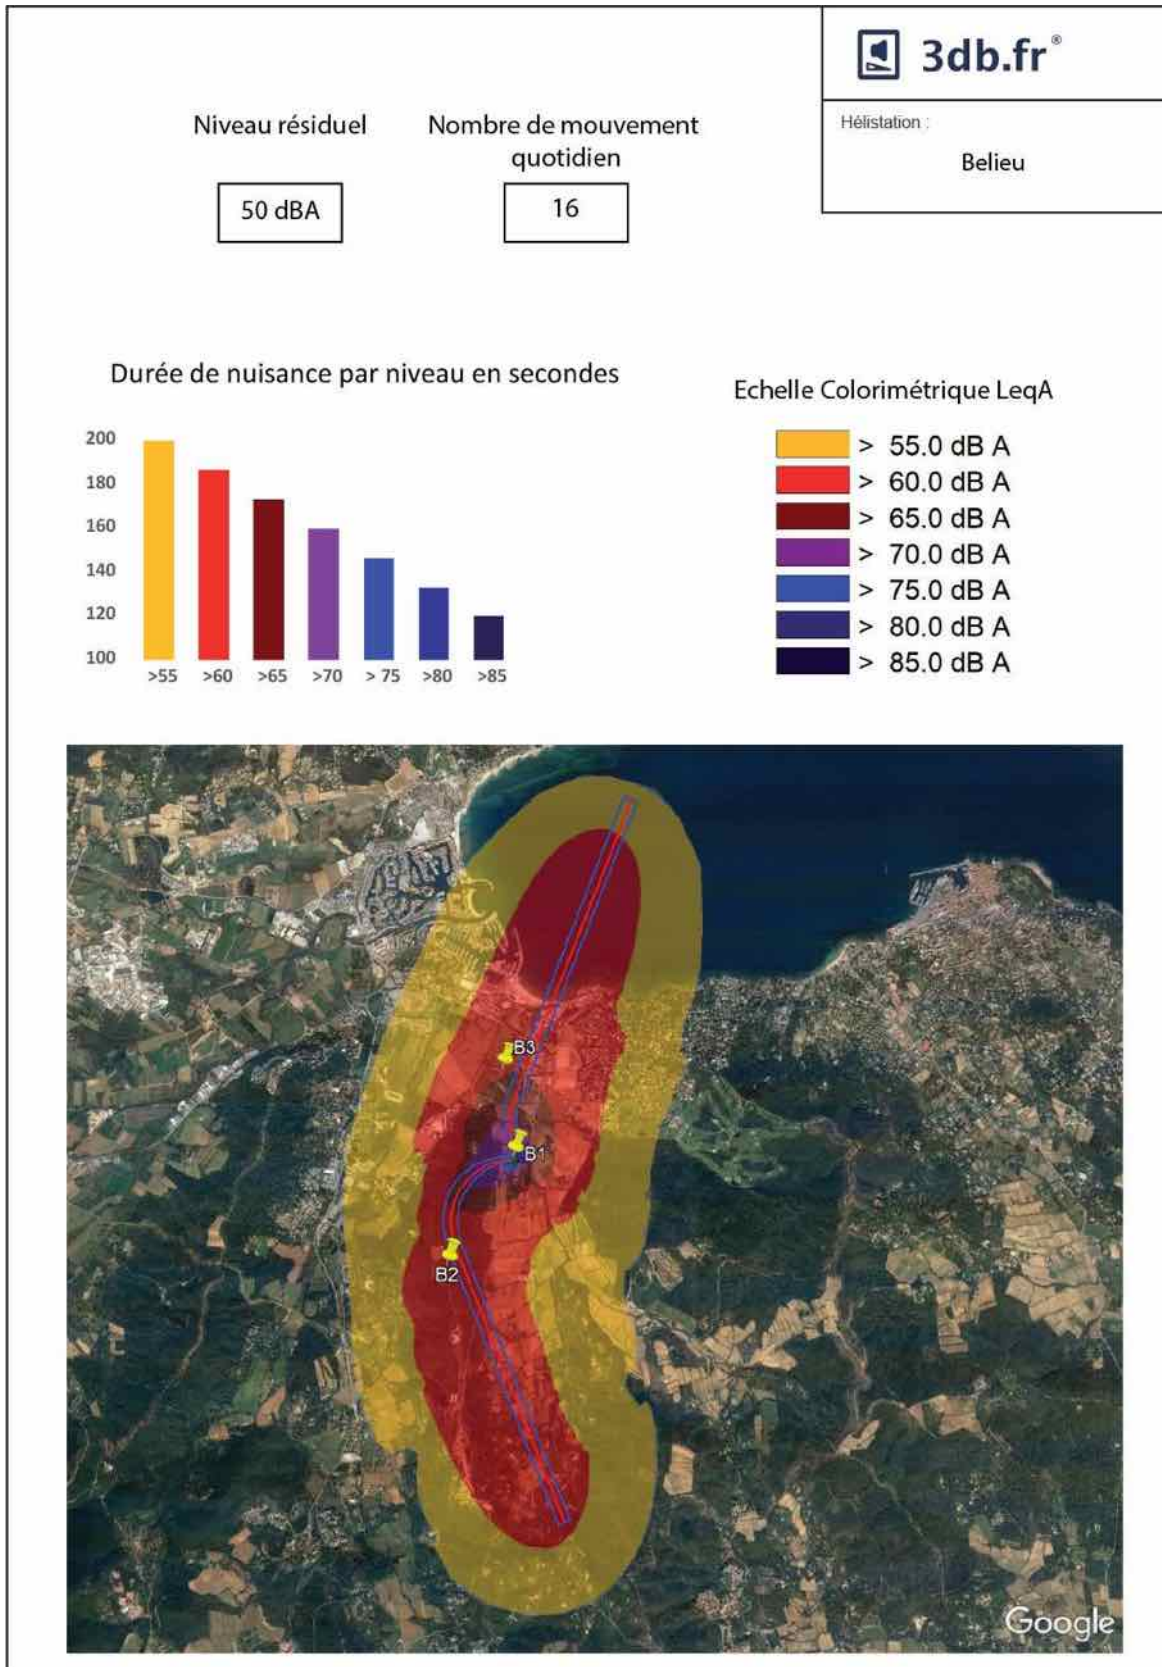 3db.fr®
Hélistation :
Belieu
Niveau résiduel
50 dBA
Nombre de mouvement
quotidien
16
Durée de nuisance par niveau en secondes
200
180
160
140
120
100
>55 >60 >65 >70 > 75 >80 >85
Echelle Colorimétrique LeqA
> 55.0 dB A
> 60.0 dB A
> 65.0 dB A
> 70.0 dB A
> 75.0 dB A
> 80.0 dB A
> 85.0 dB A
B3
B1
B2
Google